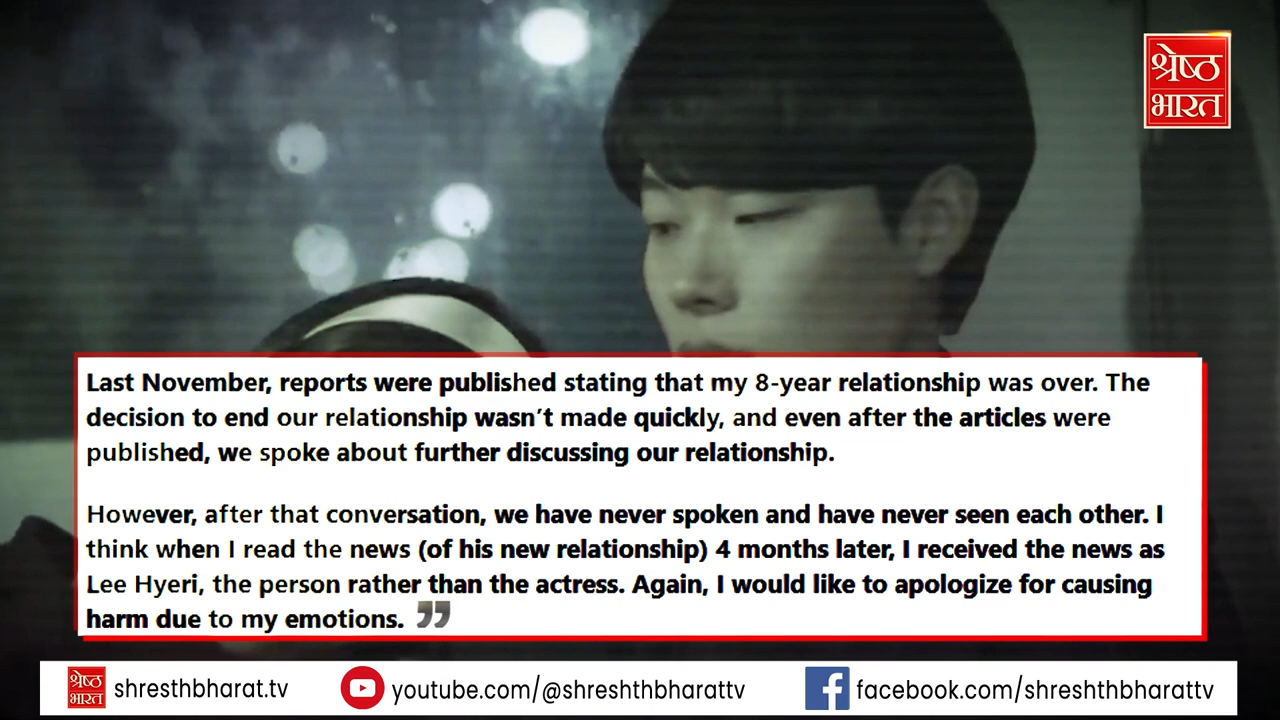 श्रेष्ठ
भारत
Last November, reports were published stating that my 8-year relationship was over. The
decision to end our relationship wasn’t made quickly, and even after the articles were
published, we spoke about further discussing our relationship.
However, after that conversation, we have never spoken and have never seen each other. I
think when I read the news (of his new relationship) 4 months later, I received the news as
Lee Hyeri, the person rather than the actress. Again, I would like to apologize for causing
harm due to my emotions. ”
श्रेष्ठ
भारत
shresthbharat.tv
youtube.com/@shreshthbharattv
facebook.com/shreshthbharattv